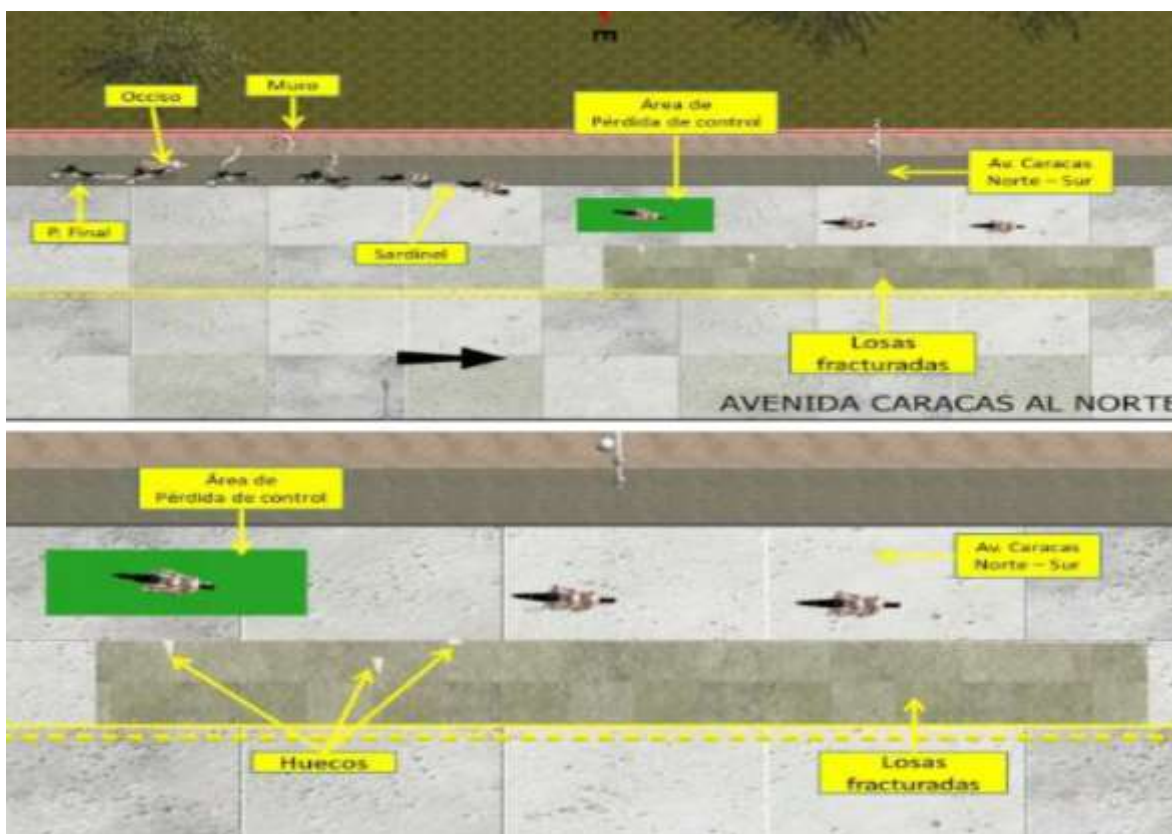 m
Muro
Occiso
Área de
Pérdida de control
Av. Caracas
Norte – Sur
P. Final
Sardinel
Losas
fracturadas
AVENIDA CARACAS AL NORTE
Área de
Pérdida de control
Av. Caracas
Norte – Sur
Huecos
Losas
fracturadas